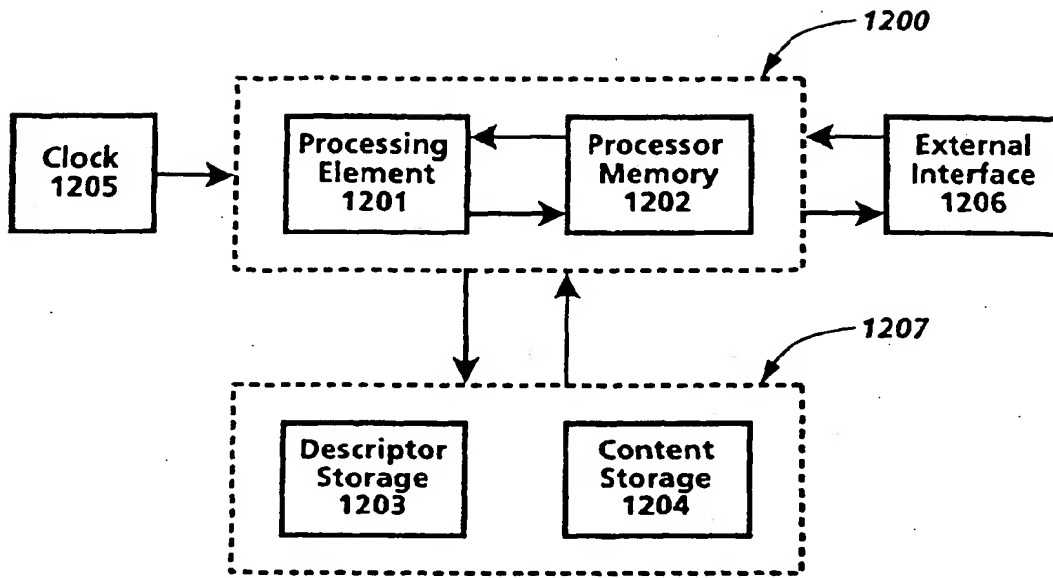 1200
Clock
1205
Processing
Element
1201
Processor
Memory
1202
External
Interface
1206
1207
Descriptor
Storage
1203
Content
Storage
1204